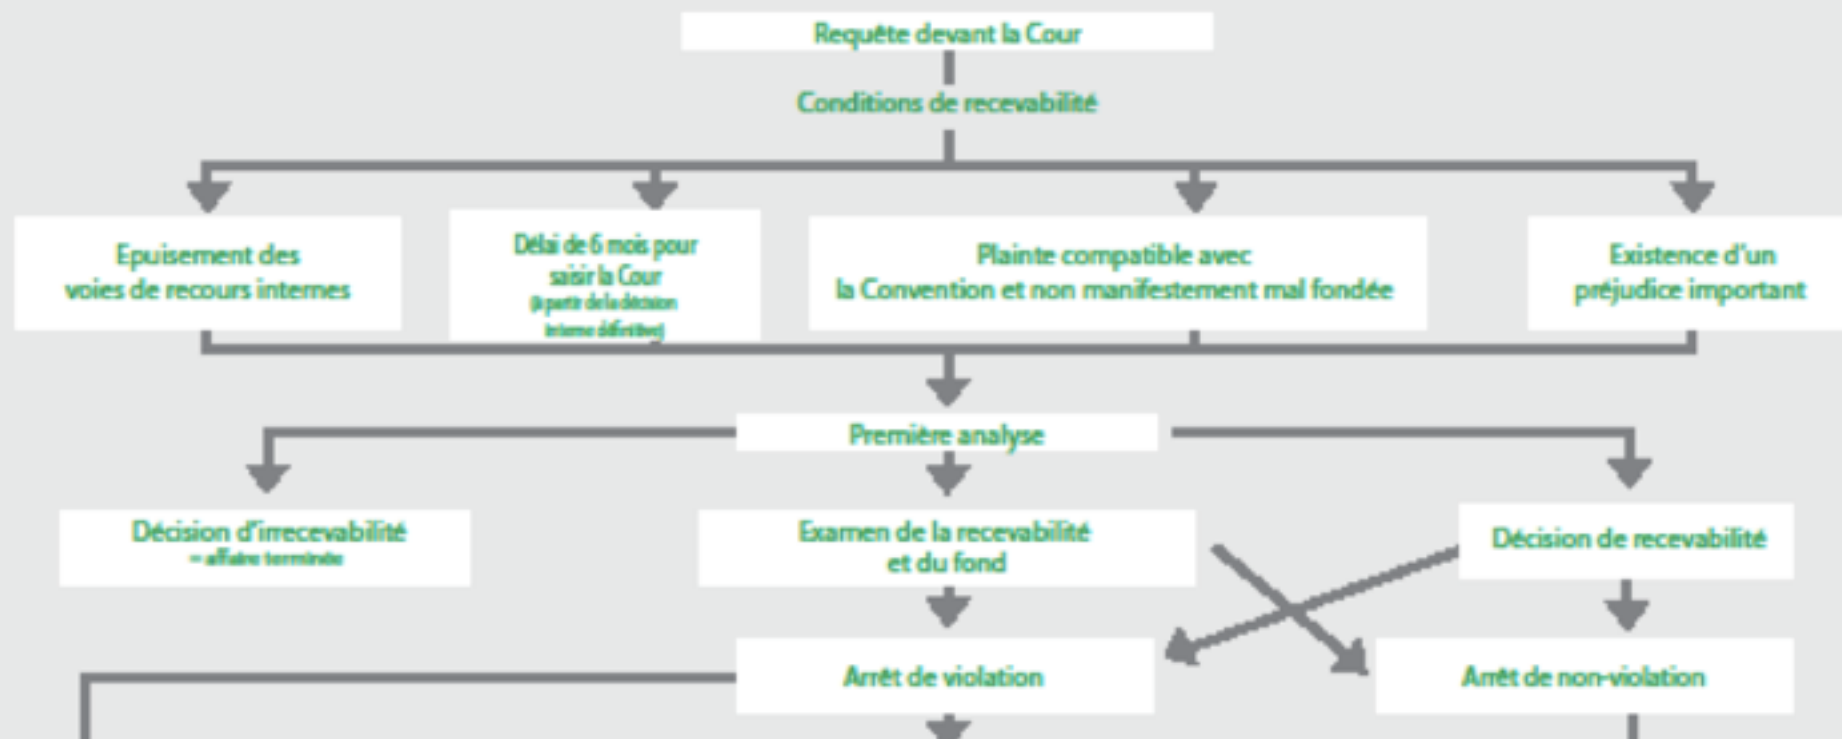 Requête devant la Cour
Conditions de recevabilité
Epuisement des
voies de recours internes
Délai de 6 mois pour
saisir la Cour
(à partir de la décision
interne définitive)
Plainte compatible avec
la Convention et non manifestement mal fondée
Existence d'un
préjudice important
Première analyse
Décision d'irrecevabilité
= affaire terminée
Examen de la recevabilité
et du fond
Décision de recevabilité
Arrêt de violation
Arrêt de non-violation